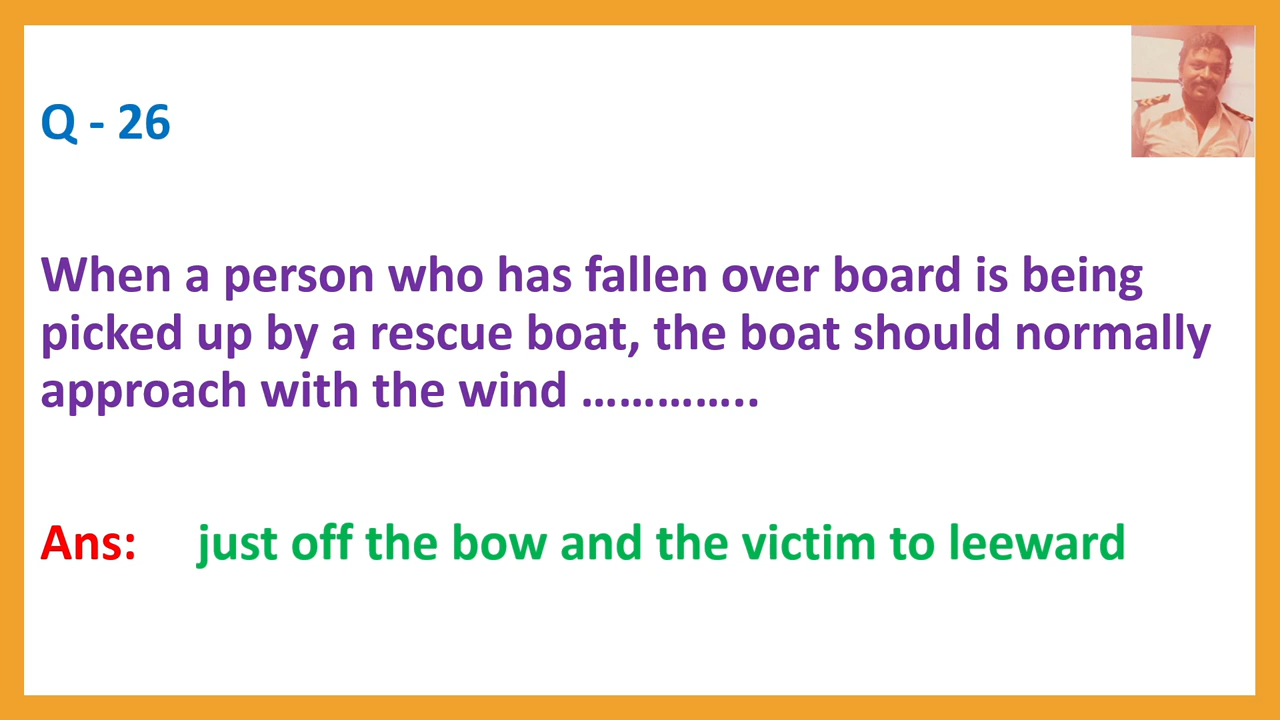 Q - 26
When a person who has fallen over board is being
picked up by a rescue boat, the boat should normally
approach with the wind …………..
Ans: just off the bow and the victim to leeward